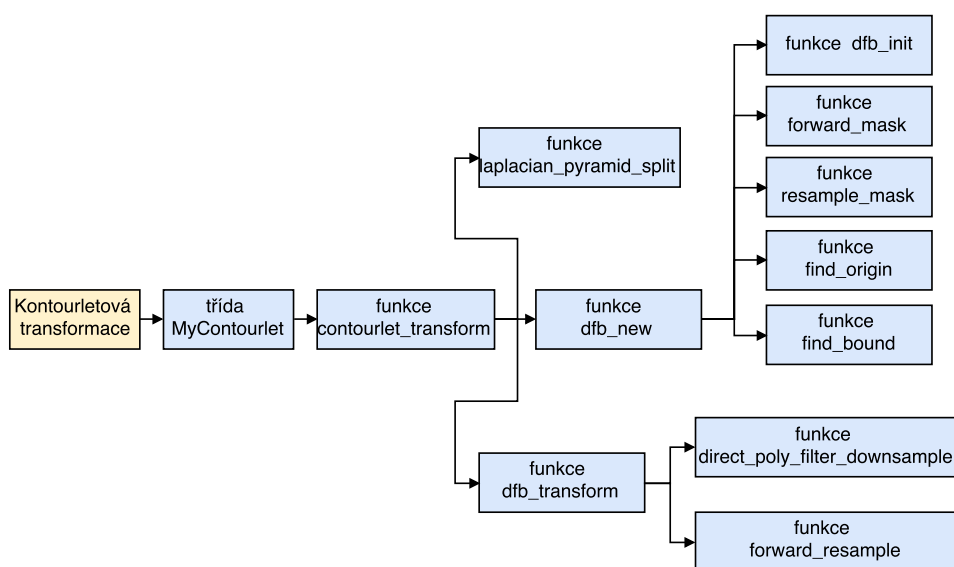 Kontourletová
transformace
třída
MyContourlet
funkce
contourlet_transform
funkce
laplacian_pyramid_split
funkce
dfb_new
funkce
dfb_transform
funkce  dfb_init
funkce
forward_mask
funkce
resample_mask
funkce
find_origin
funkce
find_bound
funkce
direct_poly_filter_downsample
funkce
forward_resample